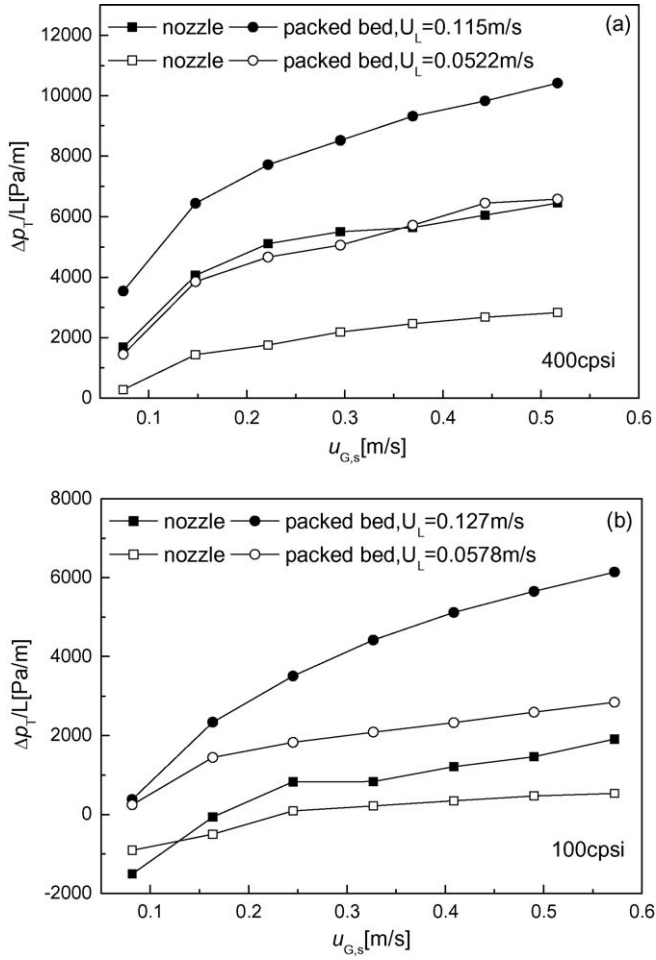 (a)
nozzle packed bed,U_L=0.115m/s
nozzle packed bed,U_L=0.0522m/s
12000
10000
8000
6000
4000
2000
0
Δp_T/L[Pa/m]
400cpsi
0.1 0.2 0.3 0.4 0.5 0.6
u_G,s[m/s]
(b)
nozzle packed bed,U_L=0.127m/s
nozzle packed bed,U_L=0.0578m/s
8000
6000
4000
2000
0
-2000
Δp_T/L[Pa/m]
100cpsi
0.1 0.2 0.3 0.4 0.5 0.6
u_G,s[m/s]